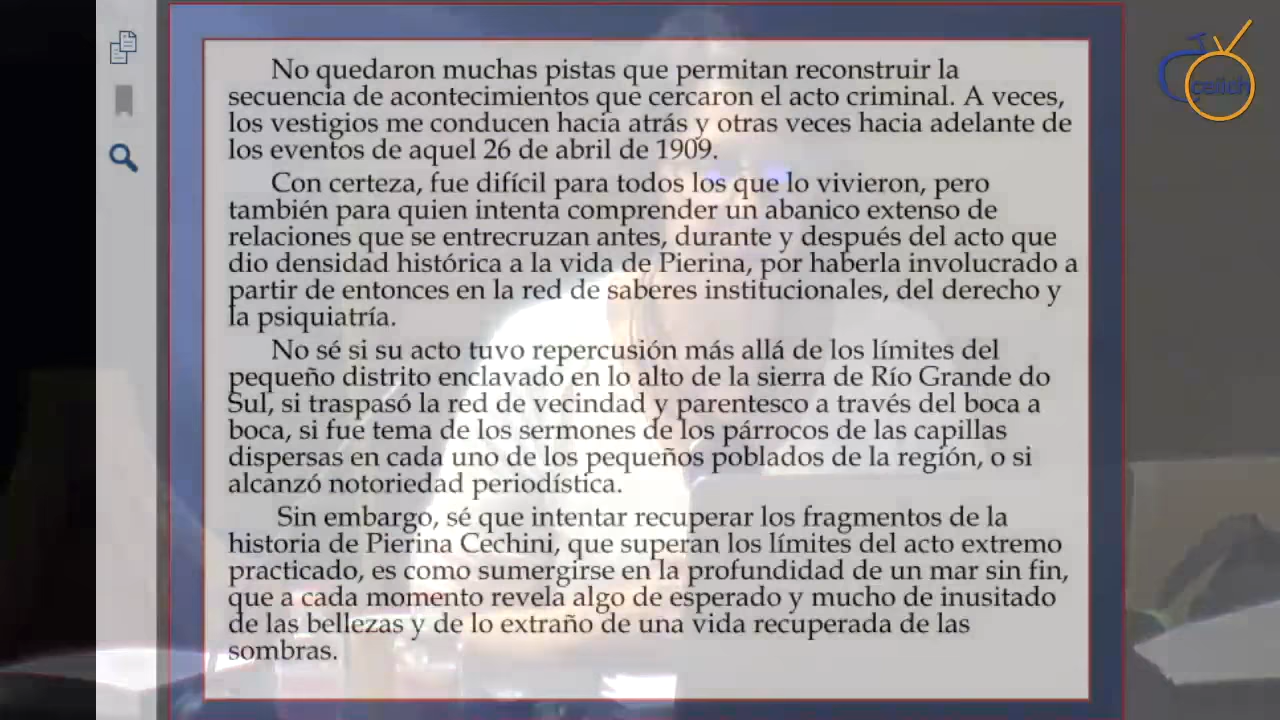 No quedaron muchas pistas que permitan reconstruir la
secuencia de acontecimientos que cercaron el acto criminal. A veces,
los vestigios me conducen hacia atrás y otras veces hacia adelante de
los eventos de aquel 26 de abril de 1909.
Con certeza, fue difícil para todos los que lo vivieron, pero
también para quien intenta comprender un abanico extenso de
relaciones que se entrecruzan antes, durante y después del acto que
dio densidad histórica a la vida de Pierina, por haberla involucrado a
partir de entonces en la red de saberes institucionales, del derecho y
la psiquiatría.
No sé si su acto tuvo repercusión más allá de los límites del
pequeño distrito enclavado en lo alto de la sierra de Río Grande do
Sul, si traspasó la red de vecindad y parentesco a través del boca a
boca, si fue tema de los sermones de los párrocos de las capillas
dispersas en cada uno de los pequeños poblados de la región, o si
alcanzó notoriedad periodística.
Sin embargo, sé que intentar recuperar los fragmentos de la
historia de Pierina Cechini, que superan los límites del acto extremo
practicado, es como sumergirse en la profundidad de un mar sin fin,
que a cada momento revela algo de esperado y mucho de inusitado
de las bellezas y de lo extraño de una vida recuperada de las
sombras.